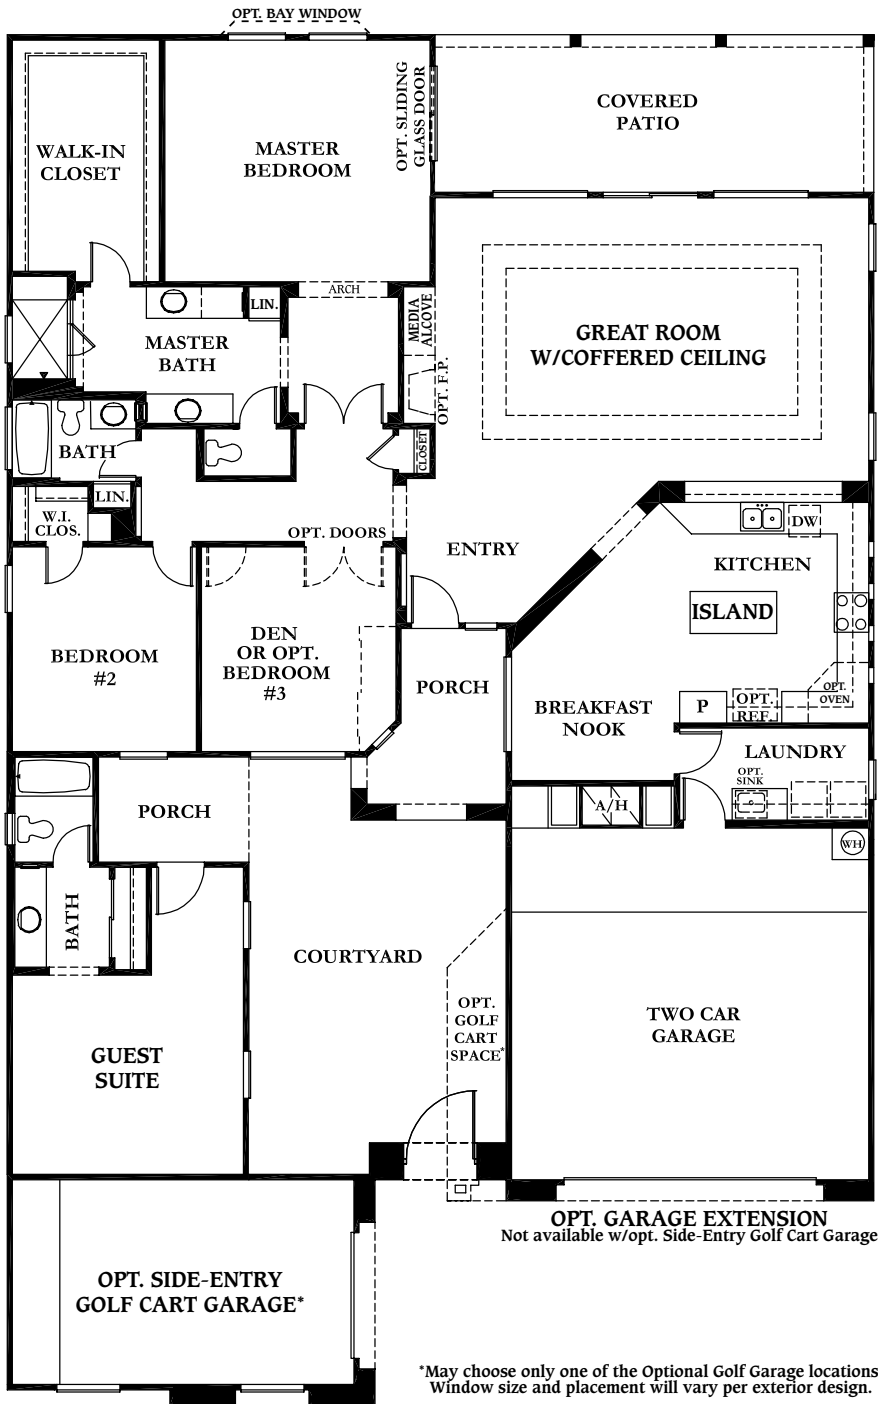 OPT. BAY WINDOW
WALK-IN
CLOSET
MASTER
BEDROOM
OPT. SLIDING
GLASS DOOR
COVERED
PATIO
ARCH
LIN.
MASTER
BATH
MEDIA
ALCOVE
OPT. F.P.
GREAT ROOM
W/COFFERED CEILING
BATH
CLOSET
LIN.
W.I.
CLOS.
OPT. DOORS
ENTRY
DW
KITCHEN
ISLAND
BEDROOM
#2
DEN
OR OPT.
BEDROOM
#3
PORCH
BREAKFAST
NOOK
P
OPT.
REF.
OPT.
OVEN
LAUNDRY
OPT.
SINK
PORCH
A/H
WH
BATH
COURTYARD
OPT.
GOLF
CART
SPACE*
TWO CAR
GARAGE
GUEST
SUITE
OPT. GARAGE EXTENSION
Not available w/opt. Side-Entry Golf Cart Garage
OPT. SIDE-ENTRY
GOLF CART GARAGE*
*May choose only one of the Optional Golf Garage locations
Window size and placement will vary per exterior design.